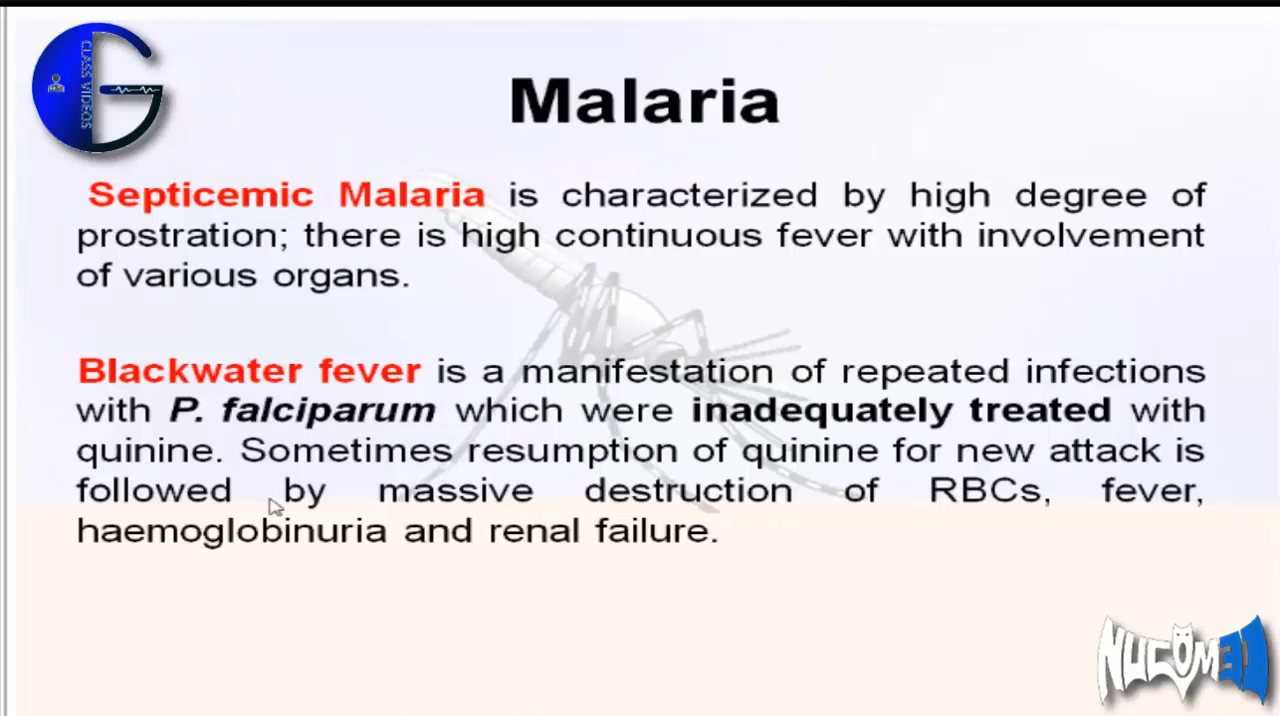 CLASS VIDEOS
G
Malaria
Septicemic Malaria is characterized by high degree of
prostration; there is high continuous fever with involvement
of various organs.
Blackwater fever is a manifestation of repeated infections
with P. falciparum which were inadequately treated with
quinine. Sometimes resumption of quinine for new attack is
followed by massive destruction of RBCs, fever,
haemoglobinuria and renal failure.
NUCOMED